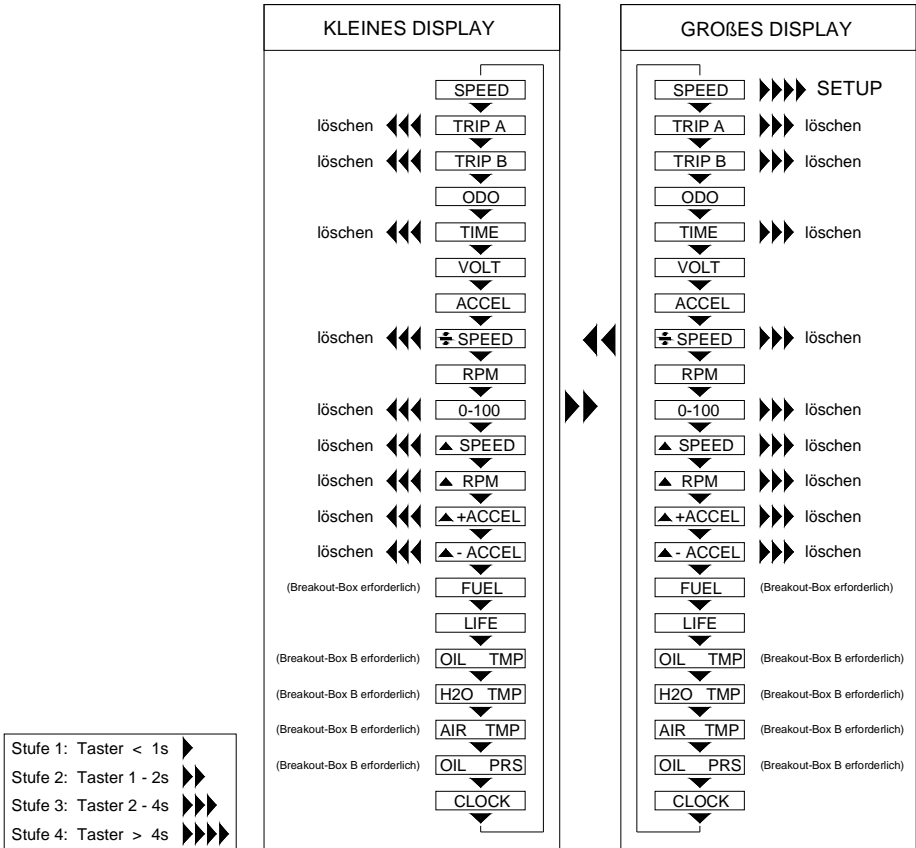 KLEINES DISPLAY
SPEED
löschen TRIP A
löschen TRIP B
ODO
löschen TIME
VOLT
ACCEL
löschen SPEED
RPM
löschen 0-100
löschen SPEED
löschen RPM
löschen +ACCEL
löschen - ACCEL
(Breakout-Box erforderlich) FUEL
LIFE
(Breakout-Box B erforderlich) OIL TMP
(Breakout-Box B erforderlich) H2O TMP
(Breakout-Box B erforderlich) AIR TMP
(Breakout-Box B erforderlich) OIL PRS
CLOCK
GROßES DISPLAY
SPEED SETUP
TRIP A löschen
TRIP B löschen
ODO
TIME löschen
VOLT
ACCEL
SPEED löschen
RPM
0-100 löschen
SPEED löschen
RPM löschen
+ACCEL löschen
- ACCEL löschen
FUEL (Breakout-Box erforderlich)
LIFE
OIL TMP (Breakout-Box B erforderlich)
H2O TMP (Breakout-Box B erforderlich)
AIR TMP (Breakout-Box B erforderlich)
OIL PRS (Breakout-Box B erforderlich)
CLOCK
Stufe 1: Taster < 1s
Stufe 2: Taster 1 - 2s
Stufe 3: Taster 2 - 4s
Stufe 4: Taster > 4s